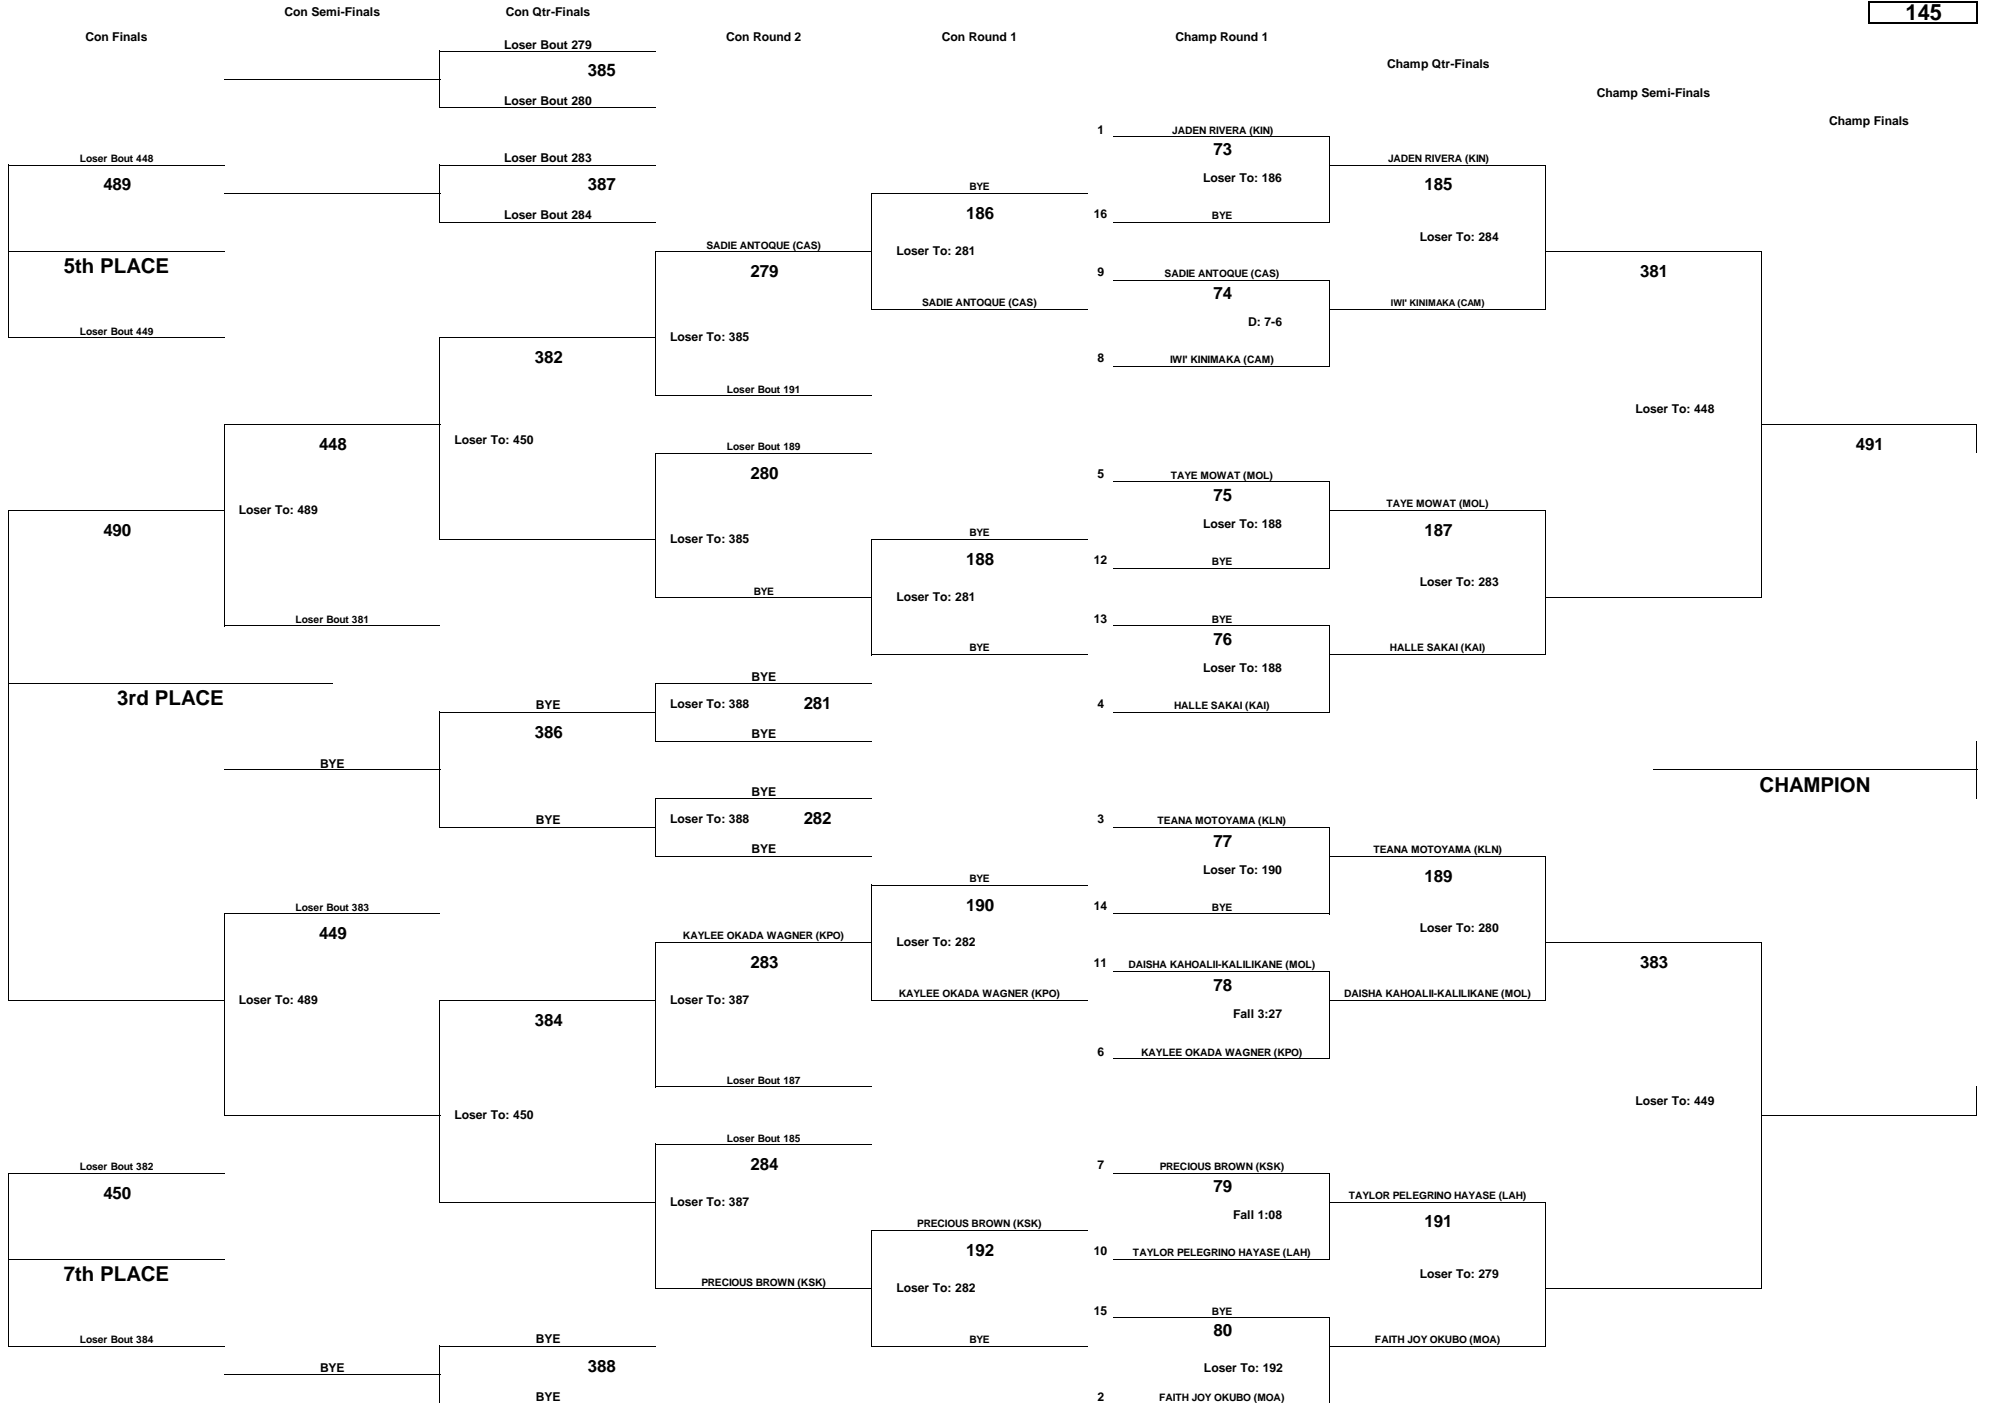 Con Semi-Finals
Con Qtr-Finals
145
Con Finals
Con Round 2
Con Round 1
Champ Round 1
Loser Bout 279
385
Champ Qtr-Finals
Loser Bout 280
Champ Semi-Finals
Champ Finals
1 JADEN RIVERA (KIN)
73
Loser Bout 448
Loser Bout 283
JADEN RIVERA (KIN)
489
387
Loser To: 186
185
BYE
Loser Bout 284
186
16 BYE
Loser To: 284
SADIE ANTOQUE (CAS)
Loser To: 281
5th PLACE
279
9 SADIE ANTOQUE (CAS)
381
74
SADIE ANTOQUE (CAS)
IWI' KINIMAKA (CAM)
D: 7-6
Loser Bout 449
Loser To: 385
382
8 IWI' KINIMAKA (CAM)
Loser Bout 191
Loser To: 448
448
Loser To: 450
Loser Bout 189
491
280
5 TAYE MOWAT (MOL)
75
TAYE MOWAT (MOL)
Loser To: 489
Loser To: 188
490
187
Loser To: 385
BYE
188
12 BYE
Loser To: 283
BYE
Loser To: 281
Loser Bout 381
13 BYE
76
BYE
HALLE SAKAI (KAI)
Loser To: 188
BYE
3rd PLACE
BYE
Loser To: 388 281
4 HALLE SAKAI (KAI)
386
BYE
BYE
CHAMPION
BYE
BYE
Loser To: 388 282
3 TEANA MOTOYAMA (KLN)
77
BYE
TEANA MOTOYAMA (KLN)
Loser To: 190
BYE
189
Loser Bout 383
190
14 BYE
449
KAYLEE OKADA WAGNER (KPO)
Loser To: 282
Loser To: 280
283
11 DAISHA KAHOALII-KALILIKANE (MOL)
383
78
Loser To: 489
Loser To: 387
KAYLEE OKADA WAGNER (KPO)
DAISHA KAHOALII-KALILIKANE (MOL)
384
Fall 3:27
6 KAYLEE OKADA WAGNER (KPO)
Loser Bout 187
Loser To: 449
Loser To: 450
Loser Bout 185
Loser Bout 382
284
7 PRECIOUS BROWN (KSK)
450
79
Loser To: 387
TAYLOR PELEGRINO HAYASE (LAH)
PRECIOUS BROWN (KSK)
Fall 1:08
191
192
10 TAYLOR PELEGRINO HAYASE (LAH)
7th PLACE
PRECIOUS BROWN (KSK)
Loser To: 282
Loser To: 279
15 BYE
80
Loser Bout 384
BYE
BYE
FAITH JOY OKUBO (MOA)
BYE
388
Loser To: 192
BYE
2 FAITH JOY OKUBO (MOA)